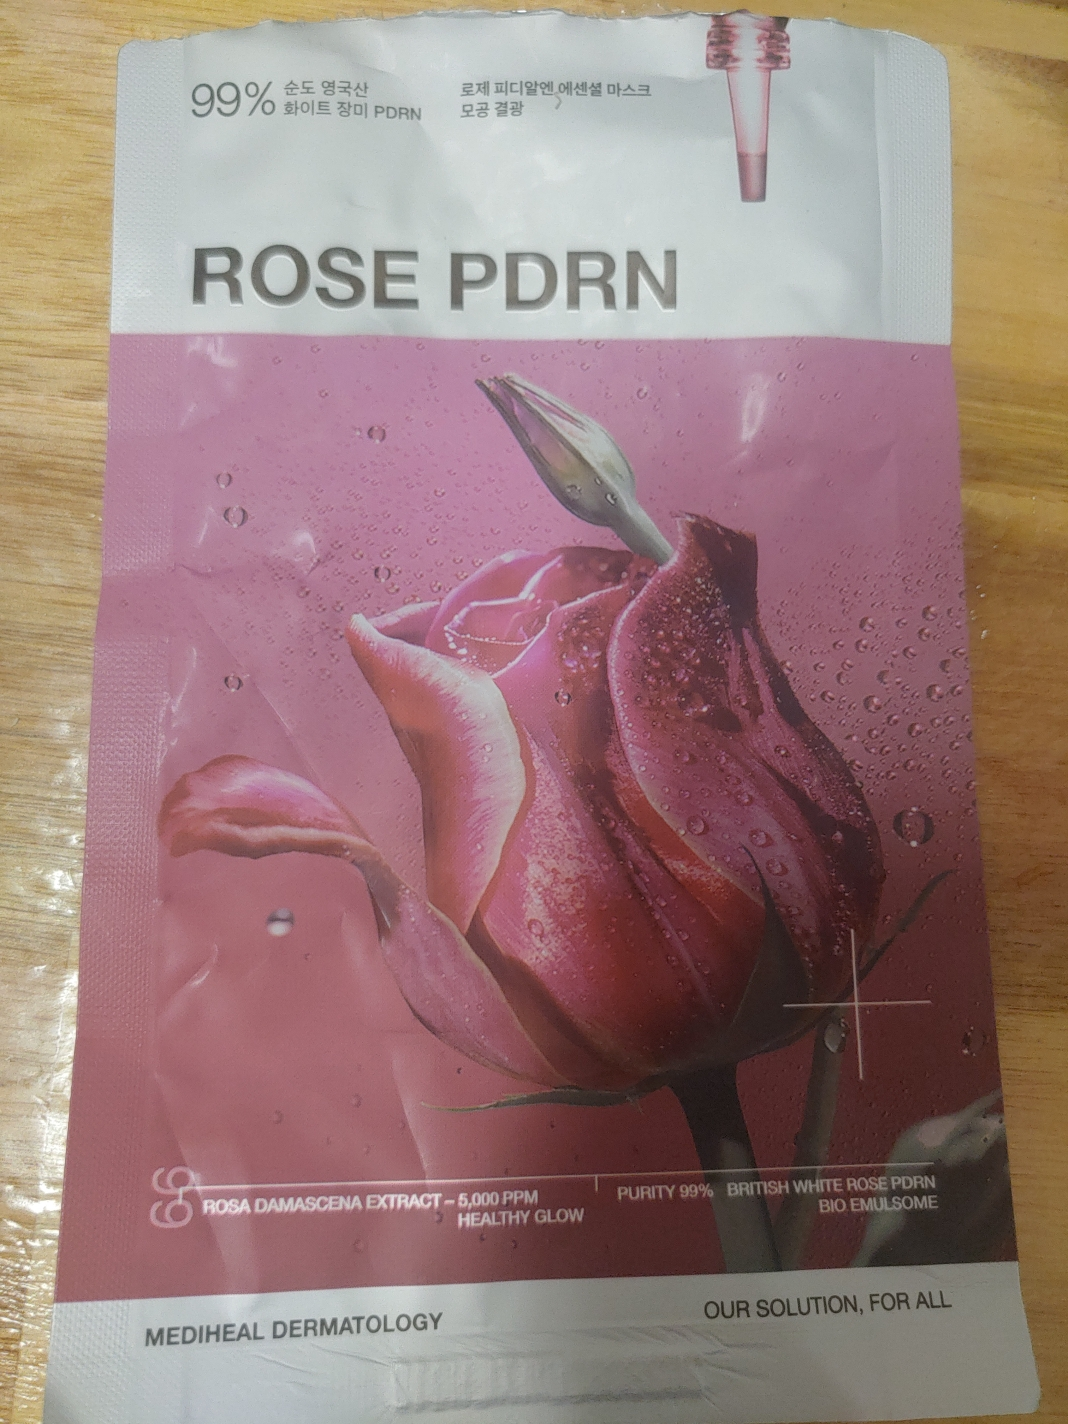 99% 순도 영국산
화이트 장미 PDRN
로제 피디알엔 에센셜 마스크
모공 결광
ROSE PDRN
ROSA DAMASCENA EXTRACT – 5,000 PPM
HEALTHY GLOW
PURITY 99% BRITISH WHITE ROSE PDRN
BIO EMULSOME
MEDIHEAL DERMATOLOGY
OUR SOLUTION, FOR ALL